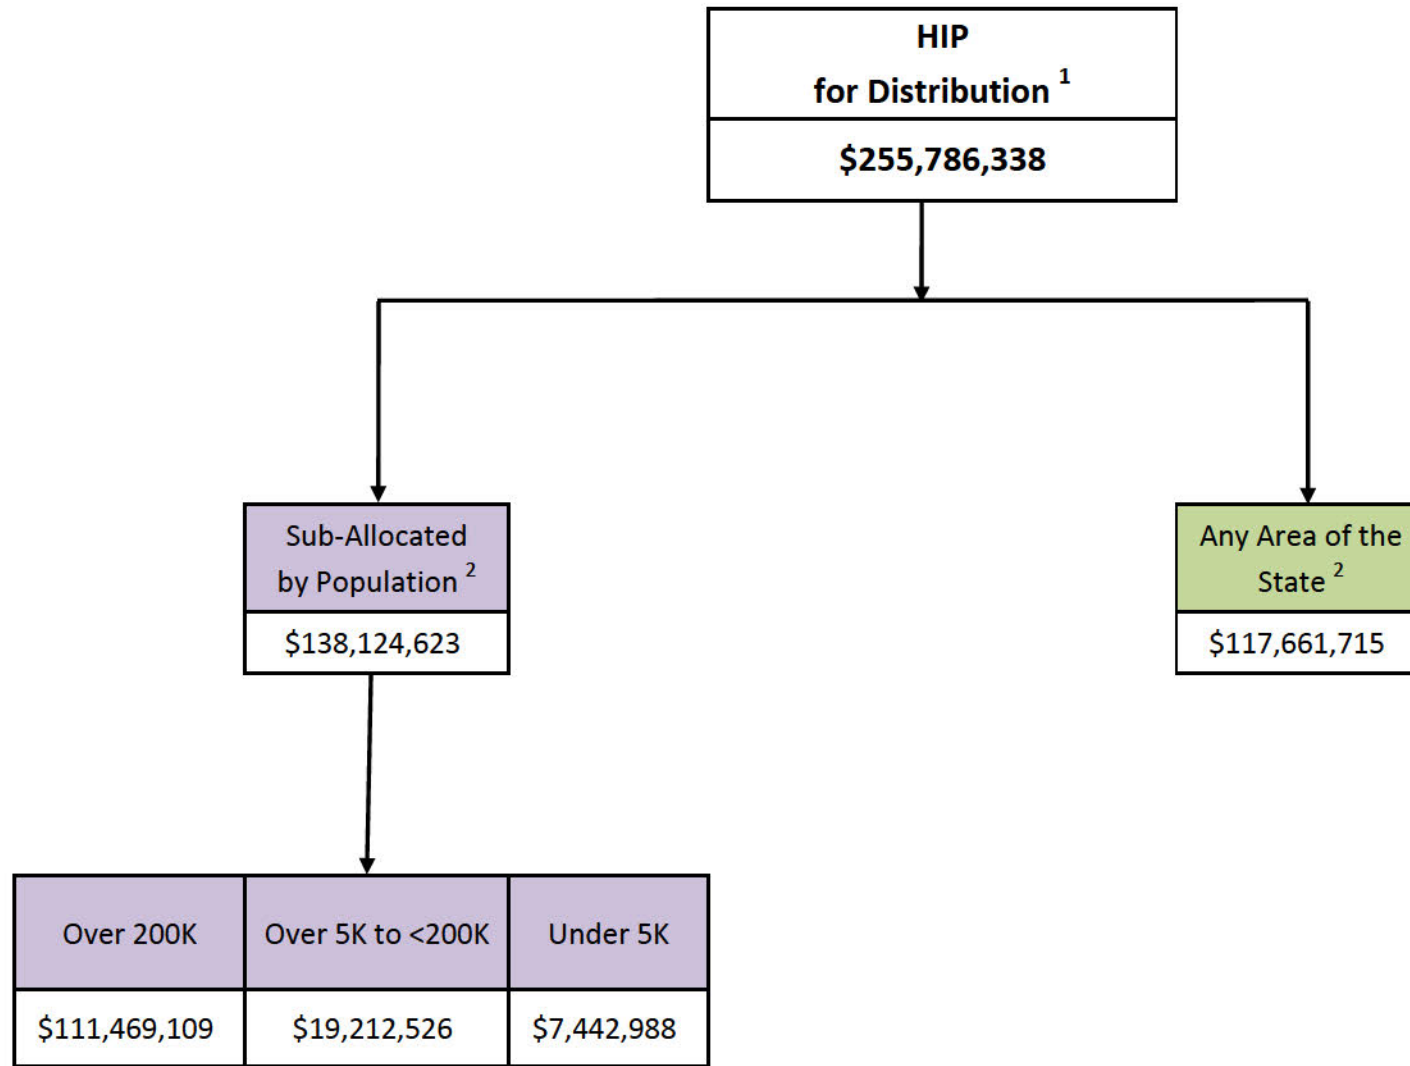 HIP
for Distribution 1
$255,786,338
Sub-Allocated
by Population 2
$138,124,623
Any Area of the
State 2
$117,661,715
Over 200K
Over 5K to <200K
Under 5K
$111,469,109
$19,212,526
$7,442,988